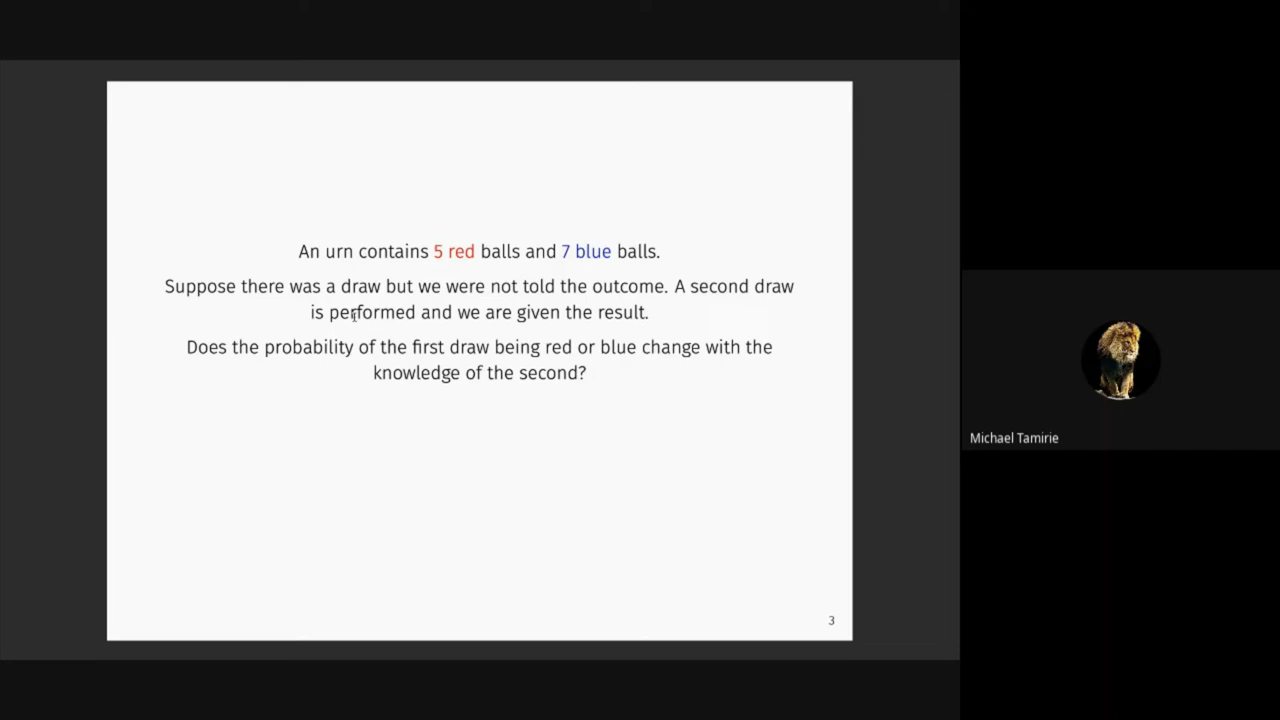 An urn contains 5 red balls and 7 blue balls.
Suppose there was a draw but we were not told the outcome. A second draw
is performed and we are given the result.
Does the probability of the first draw being red or blue change with the
knowledge of the second?
3
Michael Tamirie